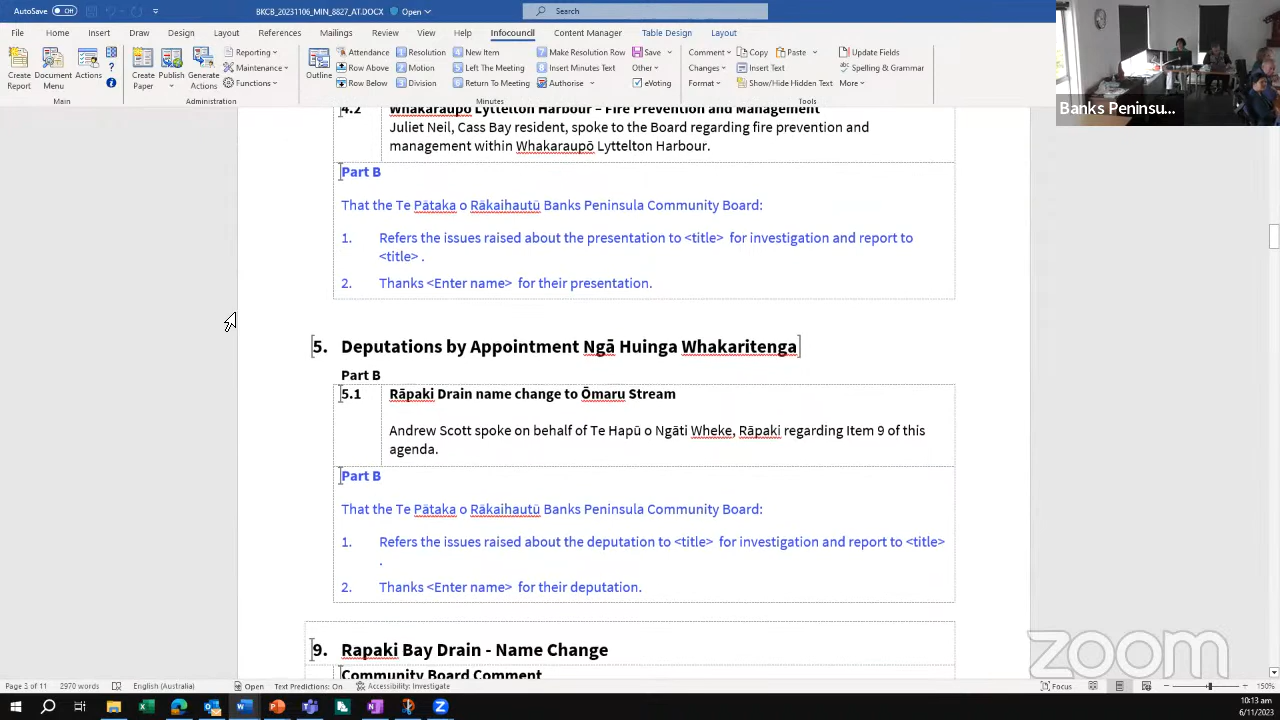 AutoSave Off BKCB_20231106_MIN_8827_AT.DOCX Open Search
File Home Insert Draw Design Layout References Mailings Review View Help Infocouncil Content Manager Table Design Layout
Create Report Document Menu Actions Create Paper Publish Generate Actions Reporting Maintenance Functions Outline Attendance Row Above Row Below Resolution Motion Division New Item Left The Meeting Return To Meeting Make Resolution Row Insert Minutes Text Authorise Save Other eVoting Comment Changes Format Copy Paste Insert Text Show/Hide Hidden Text Update Fields Spelling & Grammar More
Main Administration Minutes Tools
Banks Peninsu...
4.2 Whakaraupō Lyttelton Harbour – Fire Prevention and Management
Juliet Neil, Cass Bay resident, spoke to the Board regarding fire prevention and
management within Whakaraupō Lyttelton Harbour.
Part B
That the Te Pātaka o Rākaihautū Banks Peninsula Community Board:
1. Refers the issues raised about the presentation to <title> for investigation and report to
<title> .
2. Thanks <Enter name> for their presentation.
5. Deputations by Appointment Ngā Huinga Whakaritenga
Part B
5.1 Rāpaki Drain name change to Ōmaru Stream
Andrew Scott spoke on behalf of Te Hapū o Ngāti Wheke, Rāpaki regarding Item 9 of this
agenda.
Part B
That the Te Pātaka o Rākaihautū Banks Peninsula Community Board:
1. Refers the issues raised about the deputation to <title> for investigation and report to <title>
.
2. Thanks <Enter name> for their deputation.
9. Rapaki Bay Drain - Name Change
Community Board Comment
zoom
Page 3 of 11 2970 words English (Australia) Open Text Predictions: On Accessibility: Investigate Focus 150%
10:13 am
6/11/2023